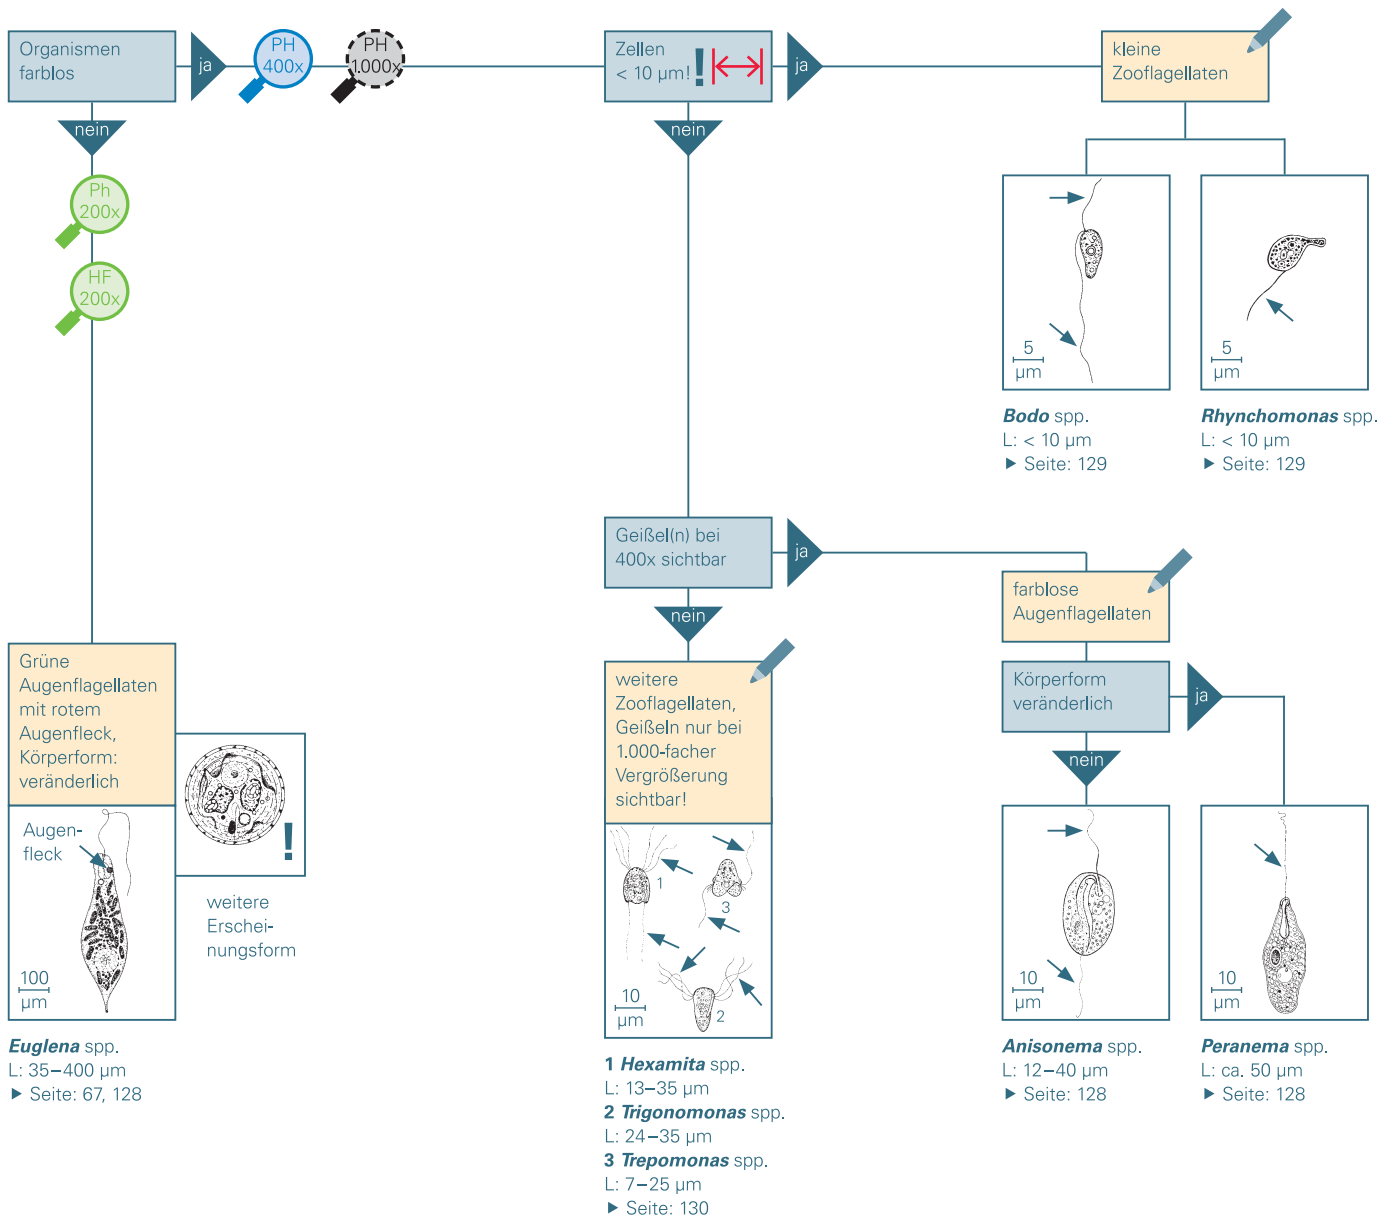 Organismen
farblos
ja
PH
400x
PH
1.000x
Zellen
< 10 µm!
ja
kleine
Zooflagellaten
nein
nein
Ph
200x
HF
200x
5
µm
5
µm
Bodo spp.
L: < 10 µm
▶ Seite: 129
Rhynchomonas spp.
L: < 10 µm
▶ Seite: 129
Geißel(n) bei
400x sichtbar
ja
farblose
Augenflagellaten
nein
Grüne
Augenflagellaten
mit rotem
Augenfleck,
Körperform:
veränderlich
weitere
Zooflagellaten,
Geißeln nur bei
1.000-facher
Vergrößerung
sichtbar!
Körperform
veränderlich
ja
nein
Augen-
fleck
100
µm
!
weitere
Erschei-
nungsform
1
3
2
10
µm
10
µm
10
µm
Euglena spp.
L: 35–400 µm
▶ Seite: 67, 128
1 Hexamita spp.
L: 13–35 µm
2 Trigonomonas spp.
L: 24–35 µm
3 Trepomonas spp.
L: 7–25 µm
▶ Seite: 130
Anisonema spp.
L: 12–40 µm
▶ Seite: 128
Peranema spp.
L: ca. 50 µm
▶ Seite: 128